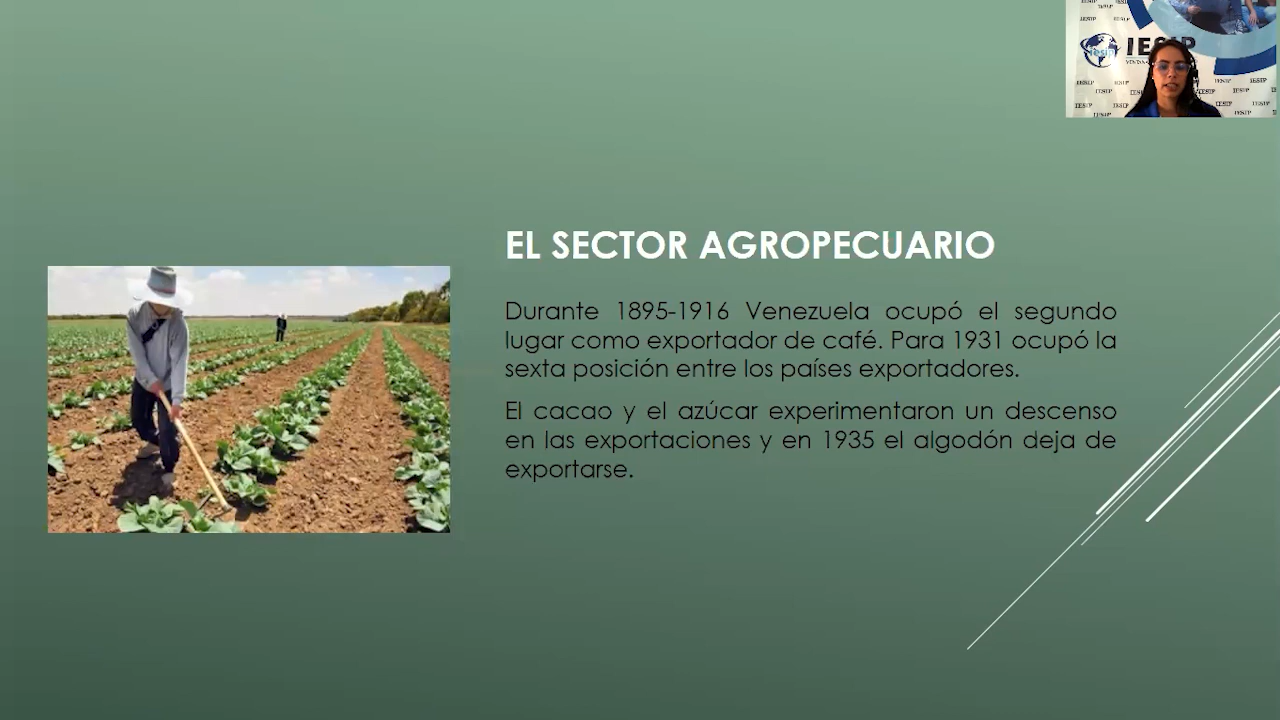 IESIP
EL SECTOR AGROPECUARIO
Durante 1895-1916 Venezuela ocupó el segundo
lugar como exportador de café. Para 1931 ocupó la
sexta posición entre los países exportadores.
El cacao y el azúcar experimentaron un descenso
en las exportaciones y en 1935 el algodón deja de
exportarse.